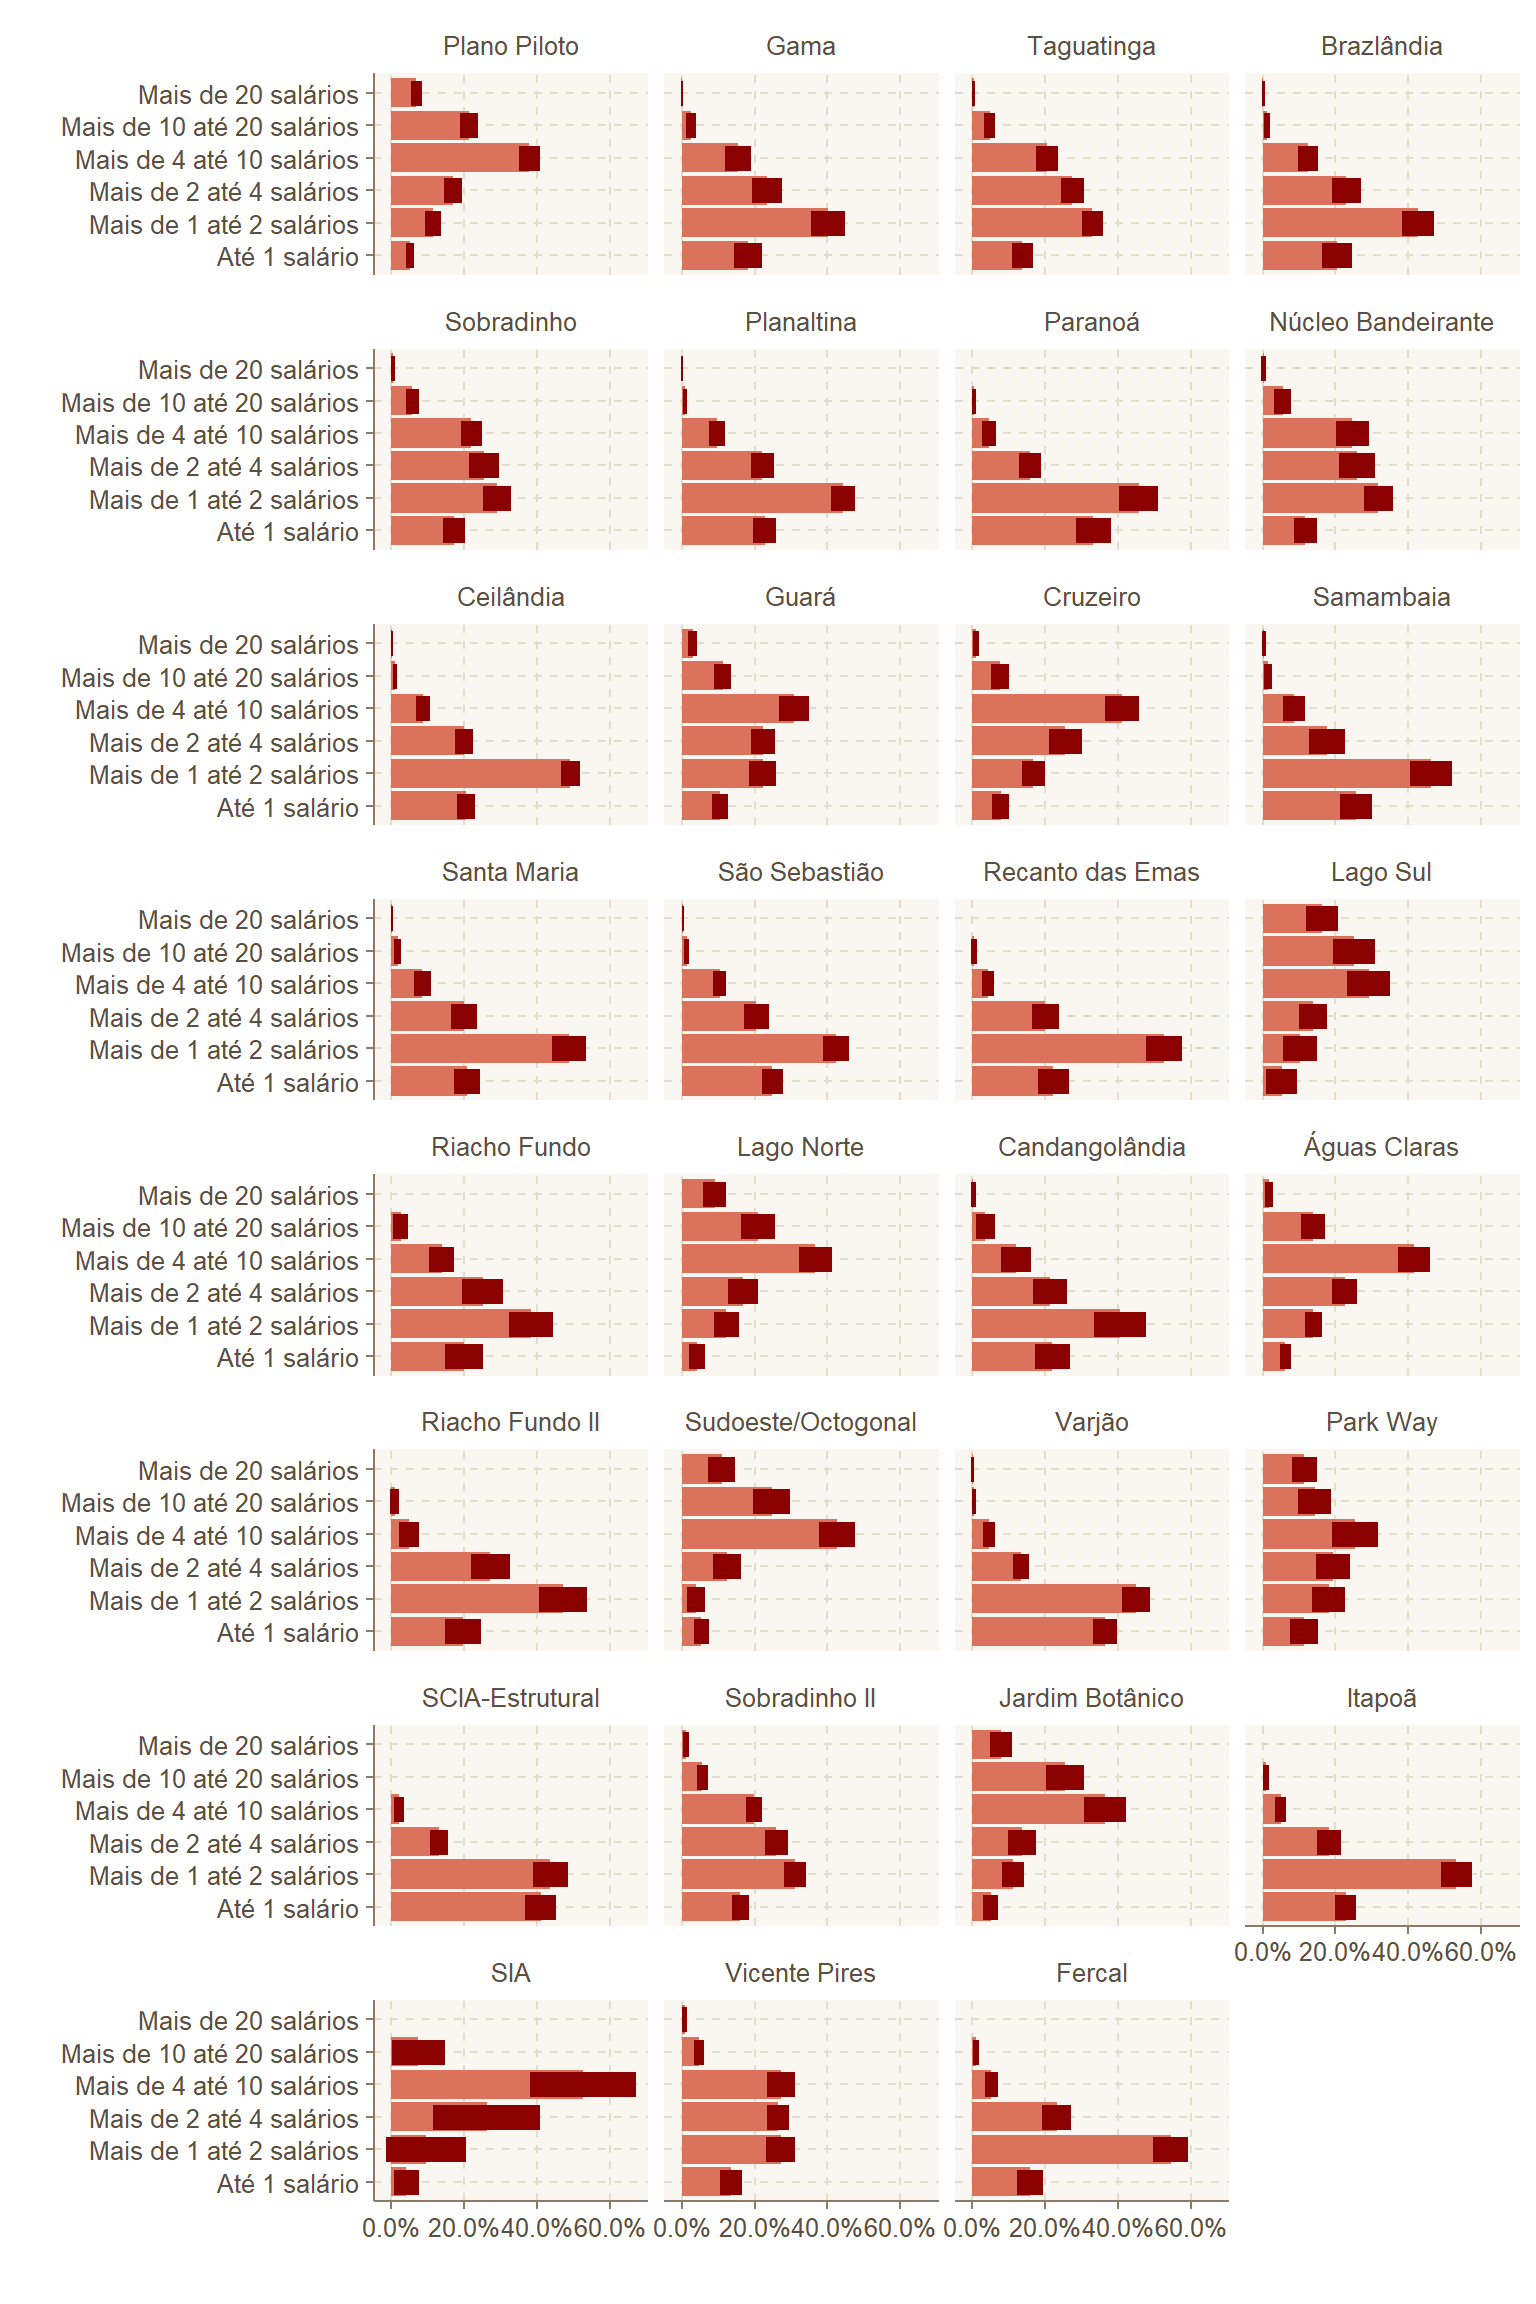 Plano Piloto Gama Taguatinga Brazlândia
Mais de 20 salários
Mais de 10 até 20 salários
Mais de 4 até 10 salários
Mais de 2 até 4 salários
Mais de 1 até 2 salários
Até 1 salário
Sobradinho Planaltina Paranoá Núcleo Bandeirante
Mais de 20 salários
Mais de 10 até 20 salários
Mais de 4 até 10 salários
Mais de 2 até 4 salários
Mais de 1 até 2 salários
Até 1 salário
Ceilândia Guará Cruzeiro Samambaia
Mais de 20 salários
Mais de 10 até 20 salários
Mais de 4 até 10 salários
Mais de 2 até 4 salários
Mais de 1 até 2 salários
Até 1 salário
Santa Maria São Sebastião Recanto das Emas Lago Sul
Mais de 20 salários
Mais de 10 até 20 salários
Mais de 4 até 10 salários
Mais de 2 até 4 salários
Mais de 1 até 2 salários
Até 1 salário
Riacho Fundo Lago Norte Candangolândia Águas Claras
Mais de 20 salários
Mais de 10 até 20 salários
Mais de 4 até 10 salários
Mais de 2 até 4 salários
Mais de 1 até 2 salários
Até 1 salário
Riacho Fundo II Sudoeste/Octogonal Varjão Park Way
Mais de 20 salários
Mais de 10 até 20 salários
Mais de 4 até 10 salários
Mais de 2 até 4 salários
Mais de 1 até 2 salários
Até 1 salário
SCIA-Estrutural Sobradinho II Jardim Botânico Itapoã
Mais de 20 salários
Mais de 10 até 20 salários
Mais de 4 até 10 salários
Mais de 2 até 4 salários
Mais de 1 até 2 salários
Até 1 salário
0.0% 20.0% 40.0% 60.0%
SIA Vicente Pires Fercal
Mais de 20 salários
Mais de 10 até 20 salários
Mais de 4 até 10 salários
Mais de 2 até 4 salários
Mais de 1 até 2 salários
Até 1 salário
0.0% 20.0% 40.0% 60.0% 0.0% 20.0% 40.0% 60.0% 0.0% 20.0% 40.0% 60.0%